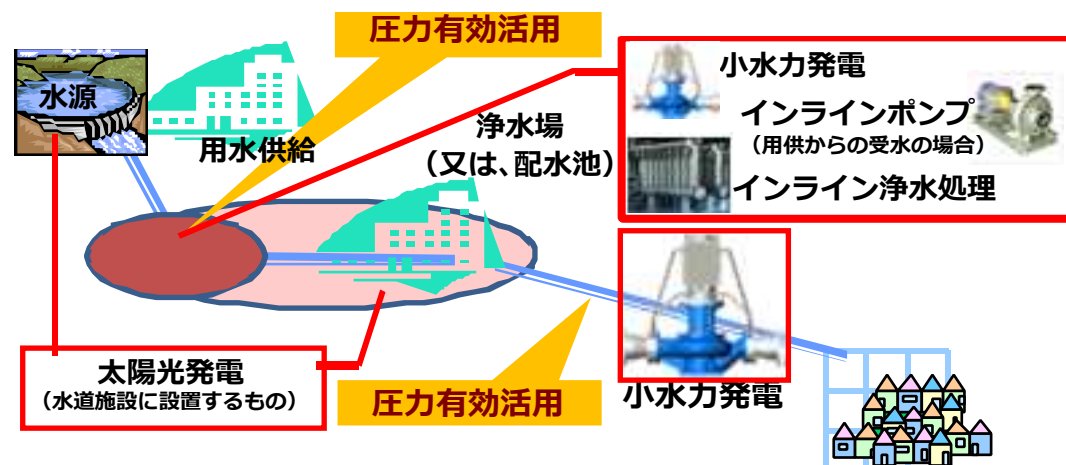 圧力有効活用
水源
用水供給
浄水場
（又は、配水池）
小水力発電
インラインポンプ
（用供からの受水の場合）
インライン浄水処理
太陽光発電
（水道施設に設置するもの）
圧力有効活用
小水力発電